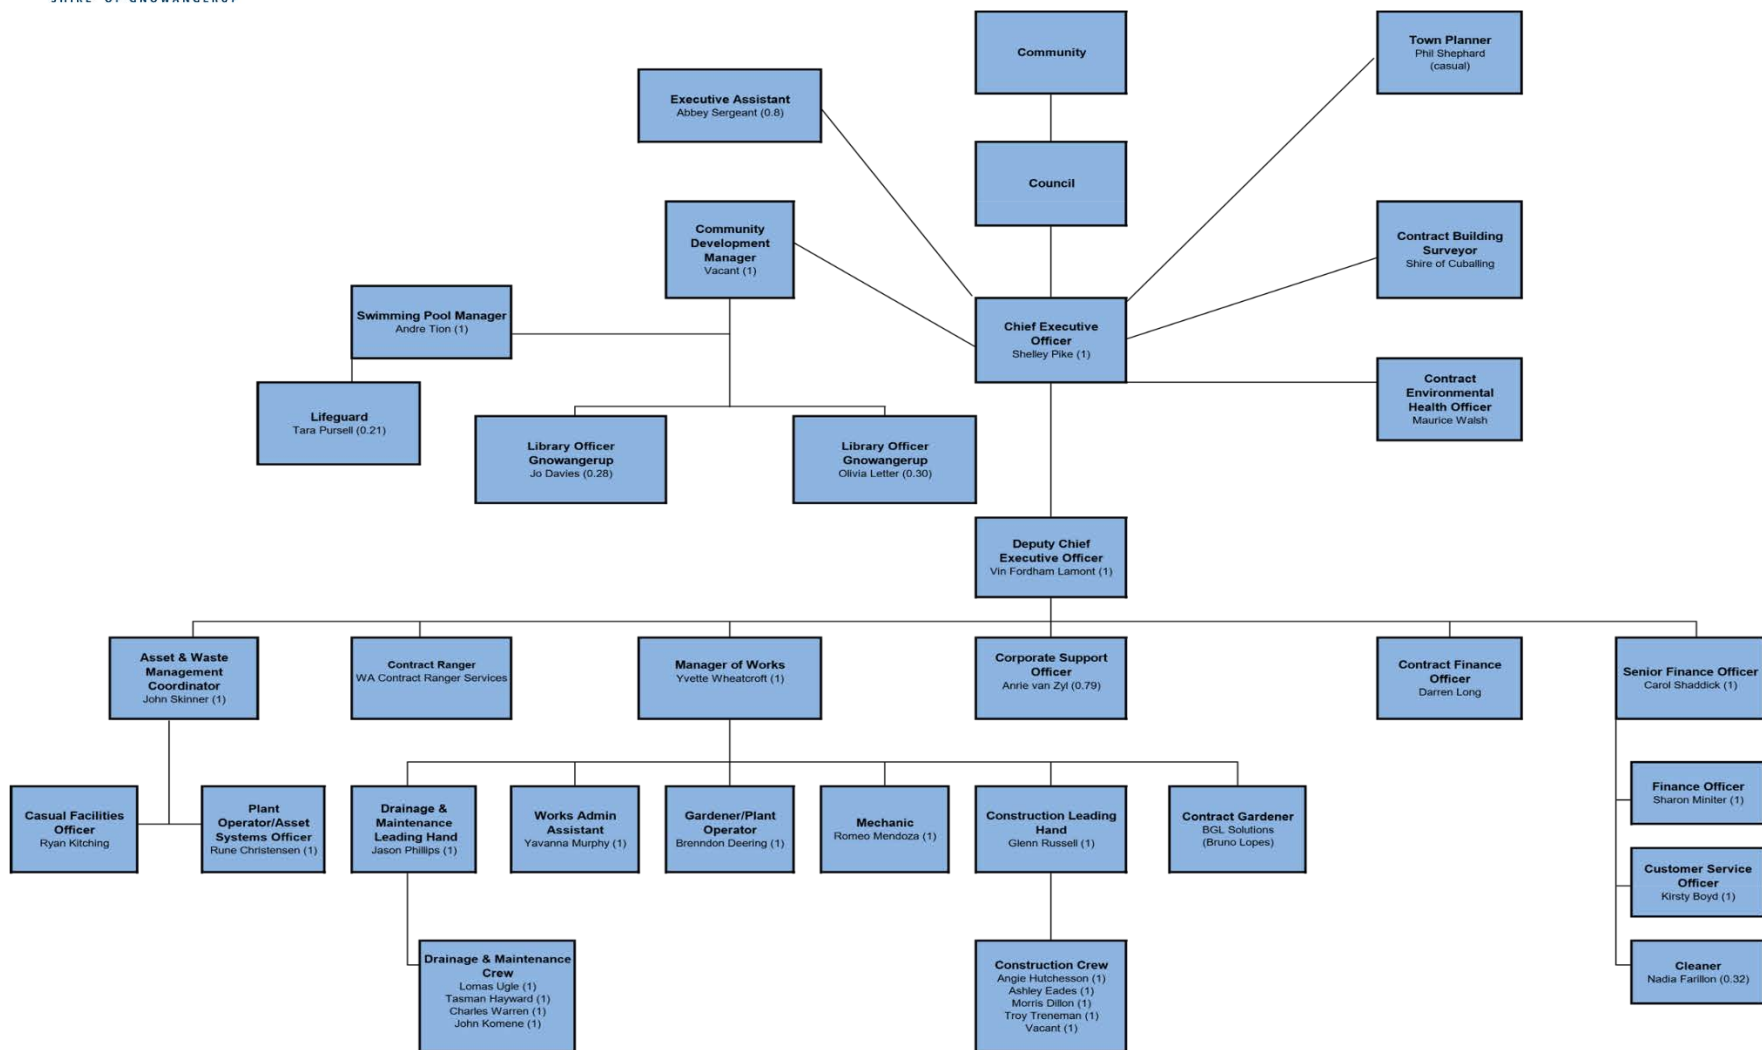 SHIRE OF GNOWANGERUP
Community
Town Planner
Phil Shephard
(casual)
Executive Assistant
Abbey Sergeant (0.8)
Council
Community
Development
Manager
Vacant (1)
Contract Building
Surveyor
Shire of Cuballing
Swimming Pool Manager
Andre Tion (1)
Chief Executive
Officer
Shelley Pike (1)
Contract
Environmental
Health Officer
Maurice Walsh
Lifeguard
Tara Pursell (0.21)
Library Officer
Gnowangerup
Jo Davies (0.28)
Library Officer
Gnowangerup
Olivia Letter (0.30)
Deputy Chief
Executive Officer
Vin Fordham Lamont (1)
Asset & Waste
Management
Coordinator
John Skinner (1)
Contract Ranger
WA Contract Ranger Services
Manager of Works
Yvette Wheatcroft (1)
Corporate Support
Officer
Anrie van Zyl (0.79)
Contract Finance
Officer
Darren Long
Senior Finance Officer
Carol Shaddick (1)
Casual Facilities
Officer
Ryan Kitching
Plant
Operator/Asset
Systems Officer
Rune Christensen (1)
Drainage &
Maintenance
Leading Hand
Jason Phillips (1)
Works Admin
Assistant
Yavanna Murphy (1)
Gardener/Plant
Operator
Brenndon Deering (1)
Mechanic
Romeo Mendoza (1)
Construction Leading
Hand
Glenn Russell (1)
Contract Gardener
BGL Solutions
(Bruno Lopes)
Finance Officer
Sharon Miniter (1)
Customer Service
Officer
Kirsty Boyd (1)
Drainage & Maintenance
Crew
Lomas Ugle (1)
Tasman Hayward (1)
Charles Warren (1)
John Komene (1)
Construction Crew
Angie Hutchesson (1)
Ashley Eades (1)
Morris Dillon (1)
Troy Treneman (1)
Vacant (1)
Cleaner
Nadia Farillon (0.32)